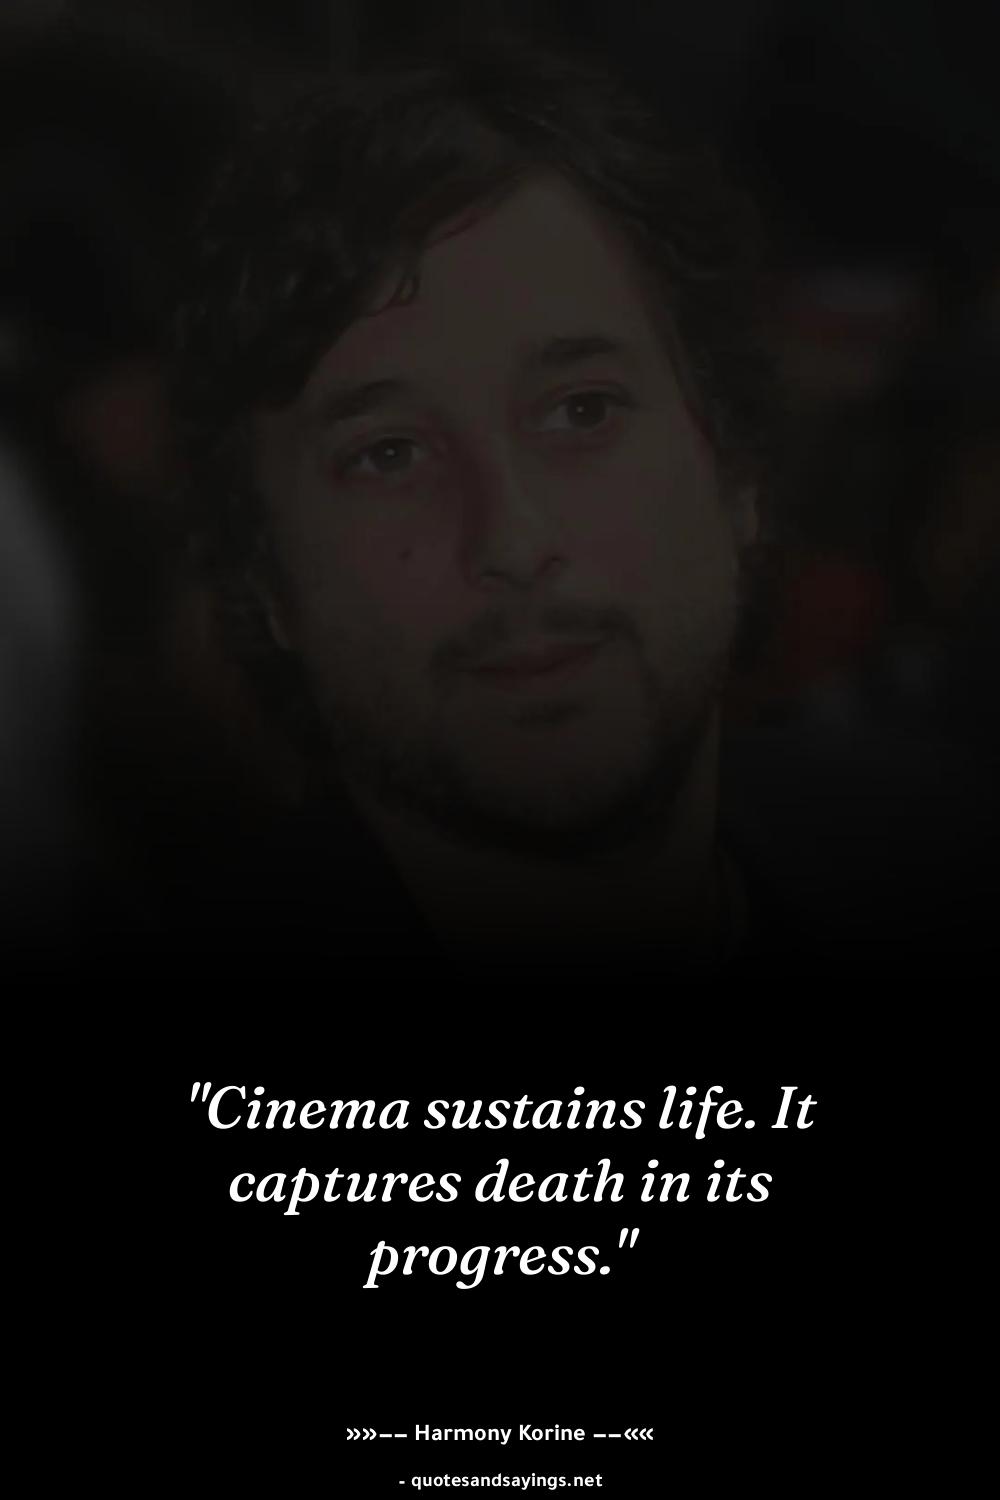 "Cinema sustains life. It
captures death in its
progress."
»»–– Harmony Korine ––««
- quotesandsayings.net